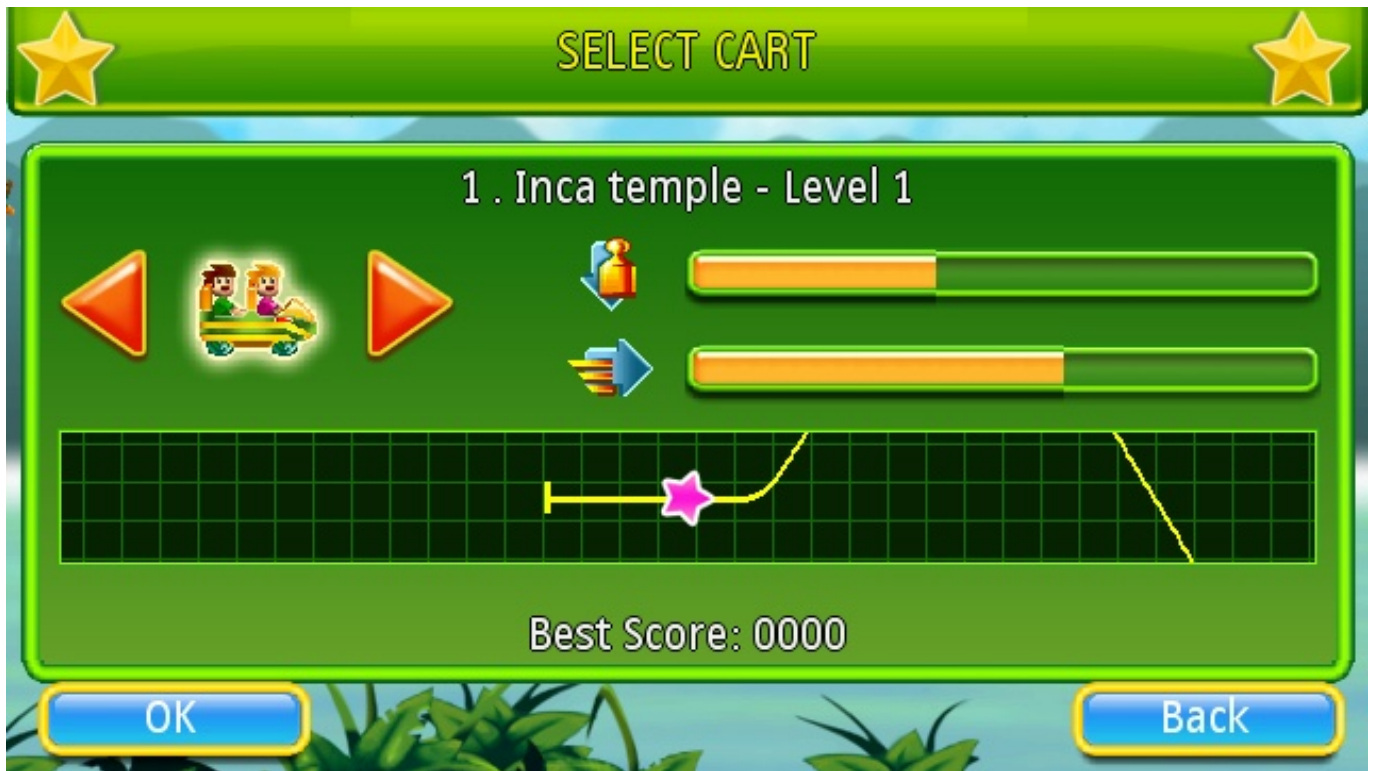 SELECT CART
1 . Inca temple - Level 1
Best Score: 0000
OK
Back